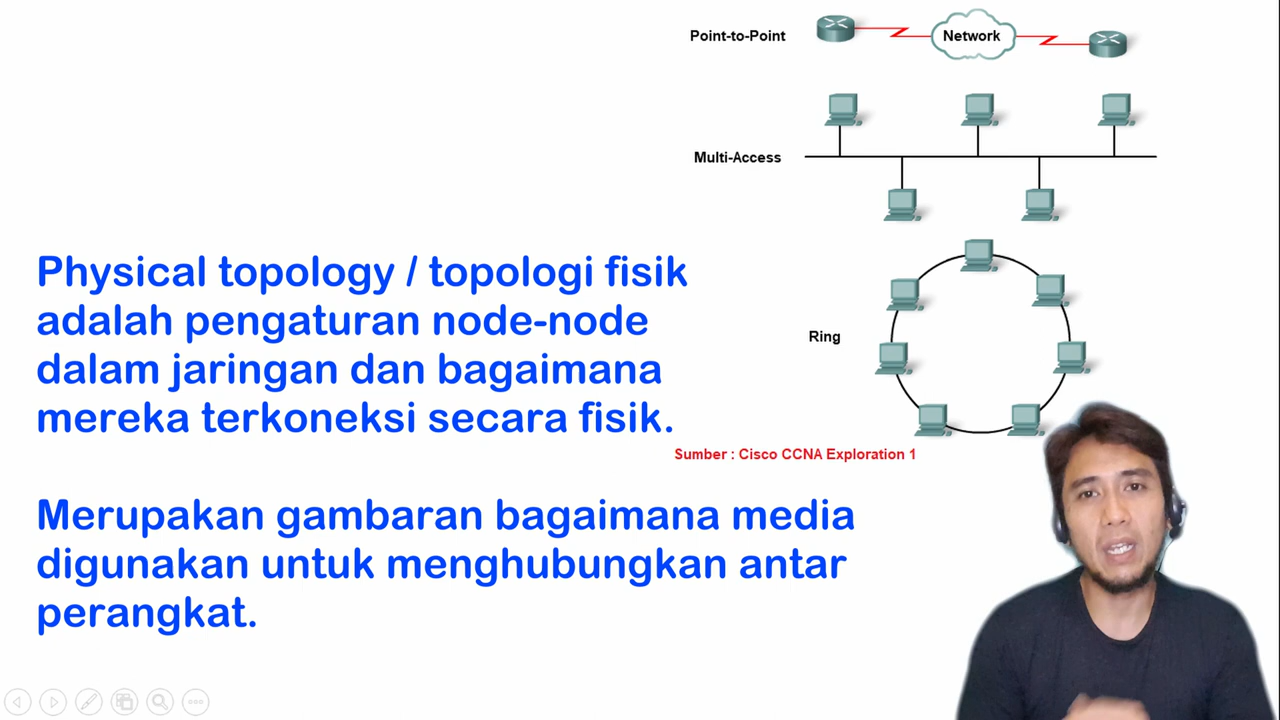 Point-to-Point
Network
Multi-Access
Ring
Physical topology / topologi fisik
adalah pengaturan node-node
dalam jaringan dan bagaimana
mereka terkoneksi secara fisik.
Sumber : Cisco CCNA Exploration 1
Merupakan gambaran bagaimana media
digunakan untuk menghubungkan antar
perangkat.